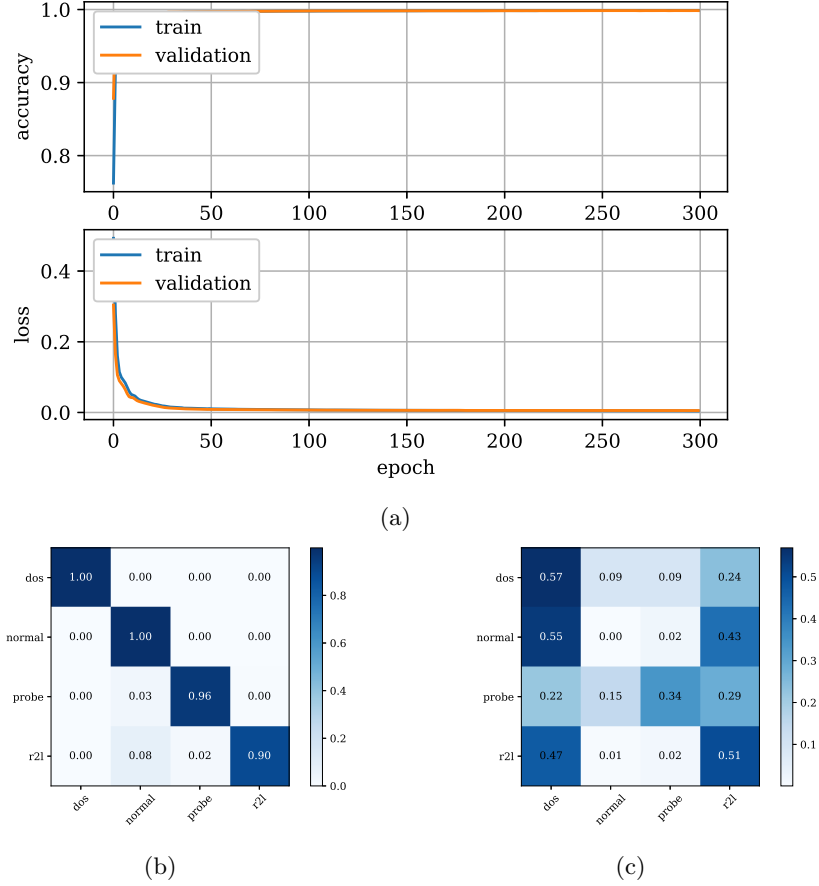 1.0
0.9
0.8
accuracy
train
validation
0 50 100 150 200 250 300
0.4
0.2
0.0
loss
train
validation
0 50 100 150 200 250 300
epoch
(a)
dos 1.00 0.00 0.00 0.00
normal 0.00 1.00 0.00 0.00
probe 0.00 0.03 0.96 0.00
r2l 0.00 0.08 0.02 0.90
dos normal probe r2l
0.8
0.6
0.4
0.2
0.0
(b)
dos 0.57 0.09 0.09 0.24
normal 0.55 0.00 0.02 0.43
probe 0.22 0.15 0.34 0.29
r2l 0.47 0.01 0.02 0.51
dos normal probe r2l
0.5
0.4
0.3
0.2
0.1
(c)